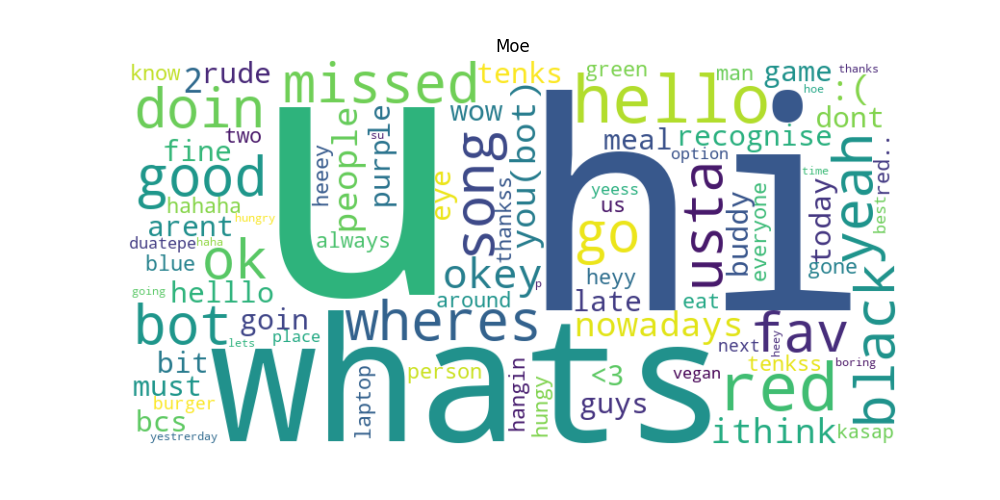 Moe
know
2
rude
missed
tenks
green
man
game
thanks
hoe
:(
doin
two
wow
hello
dont
fine
heeey
people
su
purple
song
you(bot)
meal
recognise
option
good
u
hi
eye
thankss
yeess
us
usta
time
yeah
red..
best
hahaha
hungry
arent
always
go
buddy
everyone
today
duatepe
haha
ok
okey
p
heyy
gone
blue
going
helllo
around
late
eat
black
bot
goin
wheres
nowadays
fav
lets
place
next
heey
bit
whats
person
<3
vegan
tenkss
boring
must
laptop
hangin
hungy
guys
red
burger
bcs
yestrerday
ithink
kasap